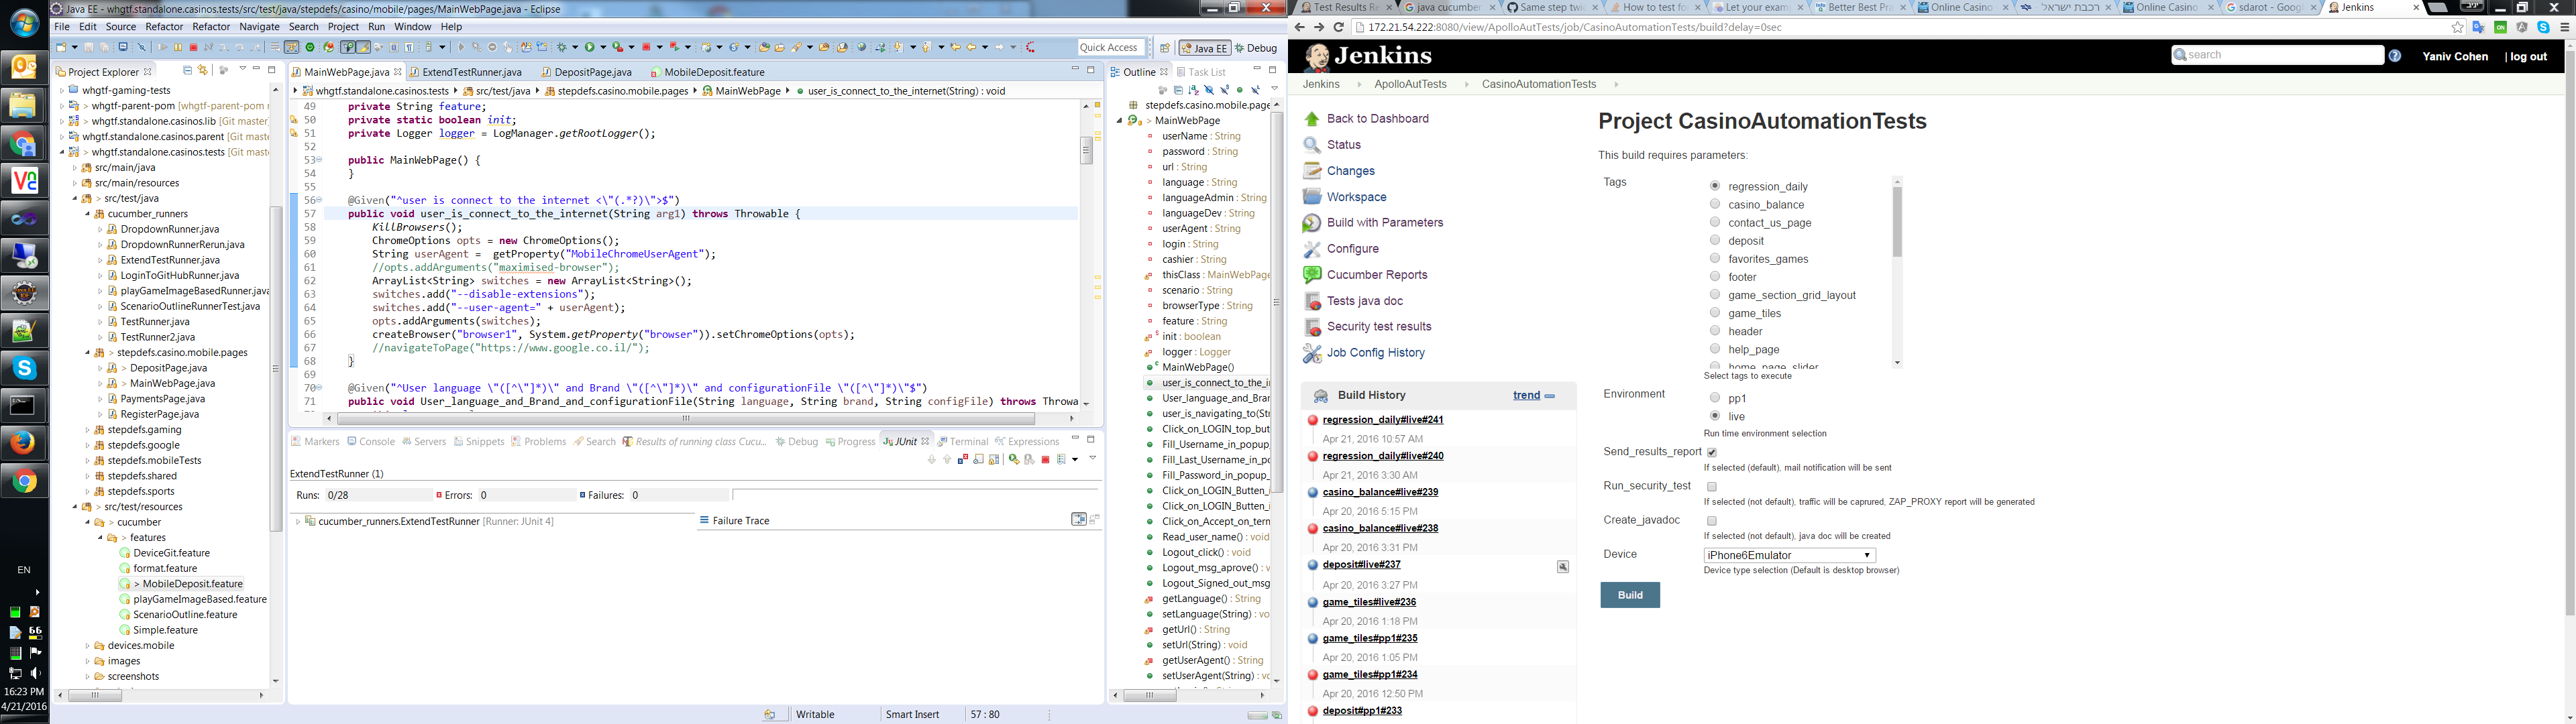 Java EE - whgtf.standalone.casinos.tests/src/test/java/stepdefs/casino/mobile/pages/MainWebPage.java - Eclipse
File Edit Source Refactor Refactor Navigate Search Project Run Window Help
Quick Access
Java EE
Debug
Project Explorer
whgtf-gaming-tests
> whgtf-parent-pom [whgtf-parent-pom r
> whgtf.standalone.casinos.lib [Git master
whgtf.standalone.casinos.parent [Git mast
> whgtf.standalone.casinos.tests [Git maste
src/main/java
src/main/resources
> src/test/java
cucumber_runners
DropdownRunner.java
DropdownRunnerRerun.java
ExtendTestRunner.java
LoginToGitHubRunner.java
playGameImageBasedRunner.java
ScenarioOutlineRunnerTest.java
TestRunner.java
TestRunner2.java
> stepdefs.casino.mobile.pages
> DepositPage.java
> MainWebPage.java
PaymentsPage.java
RegisterPage.java
stepdefs.gaming
stepdefs.google
stepdefs.mobileTests
stepdefs.shared
stepdefs.sports
> src/test/resources
> cucumber
> features
DeviceGit.feature
format.feature
> MobileDeposit.feature
playGameImageBased.feature
ScenarioOutline.feature
Simple.feature
devices.mobile
images
screenshots
EN
16:23 PM
4/21/2016
MainWebPage.java
ExtendTestRunner.java
DepositPage.java
MobileDeposit.feature
whgtf.standalone.casinos.tests
src/test/java
stepdefs.casino.mobile.pages
MainWebPage
user_is_connect_to_the_internet(String) : void
49 private String feature;
50 private static boolean init;
51 private Logger logger = LogManager.getRootLogger();
52
53 public MainWebPage() {
54 }
55
56 @Given("^user is connect to the internet <\"(.*?)\">$")
57 public void user_is_connect_to_the_internet(String arg1) throws Throwable {
58 KillBrowsers();
59 ChromeOptions opts = new ChromeOptions();
60 String userAgent = getProperty("MobileChromeUserAgent");
61 //opts.addArguments("maximised-browser");
62 ArrayList<String> switches = new ArrayList<String>();
63 switches.add("--disable-extensions");
64 switches.add("--user-agent=" + userAgent);
65 opts.addArguments(switches);
66 createBrowser("browser1", System.getProperty("browser")).setChromeOptions(opts);
67 //navigateToPage("https://www.google.co.il/");
68 }
69
70 @Given("^User language \"([^\"]*)\" and Brand \"([^\"]*)\" and configurationFile \"([^\"]*)\"$")
71 public void User_language_and_Brand_and_configurationFile(String language, String brand, String configFile) throws Throwa
Markers Console Servers Snippets Problems Search Results of running class Cucu... Debug Progress JUnit Terminal Expressions
ExtendTestRunner (1)
Runs: 0/28 Errors: 0 Failures: 0
cucumber_runners.ExtendTestRunner [Runner: JUnit 4]
Failure Trace
Writable Smart Insert 57 : 80
Outline
Task List
stepdefs.casino.mobile.page
> MainWebPage
userName : String
password : String
url : String
language : String
languageAdmin : String
languageDev : String
userAgent : String
login : String
cashier : String
thisClass : MainWebPage
scenario : String
browserType : String
feature : String
init : boolean
logger : Logger
MainWebPage()
user_is_connect_to_the_i
User_language_and_Bran
user_is_navigating_to(Str
Click_on_LOGIN_top_but
Fill_Username_in_popup_
Fill_Last_Username_in_pc
Fill_Password_in_popup_
Click_on_LOGIN_Butten_i
Click_on_LOGIN_Butten_i
Click_on_Accept_on_tern
Read_user_name() : void
Logout_click() : void
Logout_msg_aprove() : v
Logout_Signed_out_msg
getLanguage() : String
setLanguage(String) : vo
getUrl() : String
setUrl(String) : void
getUserAgent() : String
setUserAgent(String) : vc
Test Results Re
java cucumber
Same step twic
How to test fo
Let your exam
Better Best Pra
Online Casino
רכבת ישראל
Online Casino
sdarot - Googl
Jenkins
172.21.54.222:8080/view/ApolloAutTests/job/CasinoAutomationTests/build?delay=0sec
Jenkins
search
Yaniv Cohen | log out
Jenkins ApolloAutTests CasinoAutomationTests
Back to Dashboard
Status
Changes
Workspace
Build with Parameters
Configure
Cucumber Reports
Tests java doc
Security test results
Job Config History
Build History trend
regression_daily#live#241
Apr 21, 2016 10:57 AM
regression_daily#live#240
Apr 21, 2016 3:30 AM
casino_balance#live#239
Apr 20, 2016 5:15 PM
casino_balance#live#238
Apr 20, 2016 3:31 PM
deposit#live#237
Apr 20, 2016 3:27 PM
game_tiles#live#236
Apr 20, 2016 1:18 PM
game_tiles#pp1#235
Apr 20, 2016 1:05 PM
game_tiles#pp1#234
Apr 20, 2016 12:50 PM
deposit#pp1#233
Project CasinoAutomationTests
This build requires parameters:
Tags
regression_daily
casino_balance
contact_us_page
deposit
favorites_games
footer
game_section_grid_layout
game_tiles
header
help_page
home_page_slider
Select tags to execute
Environment
pp1
live
Run time environment selection
Send_results_report
If selected (default), mail notification will be sent
Run_security_test
If selected (not default), traffic will be caprured, ZAP_PROXY report will be generated
Create_javadoc
If selected (not default), java doc will be created
Device
iPhone6Emulator
Device type selection (Default is desktop browser)
Build